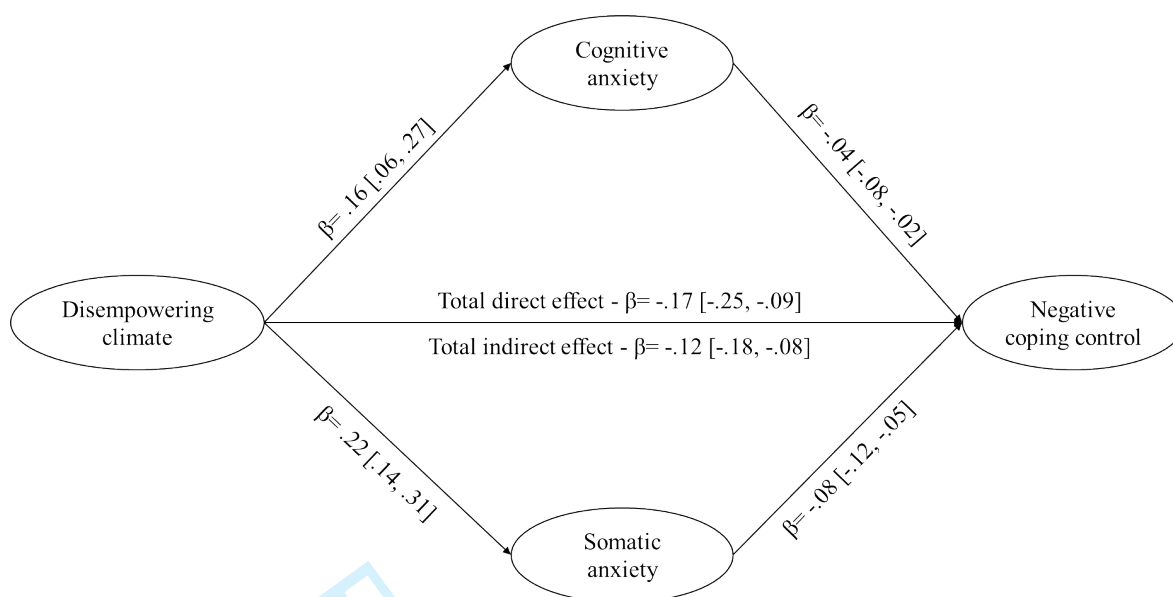 Cognitive
anxiety
β= .16 [.06, .27]
β= -.04 [-.08, -.02]
Disempowering
climate
Total direct effect - β= -.17 [-.25, -.09]
Total indirect effect - β= -.12 [-.18, -.08]
Negative
coping control
β= .22 [.14, .31]
β= -.08 [-.12, -.05]
Somatic
anxiety